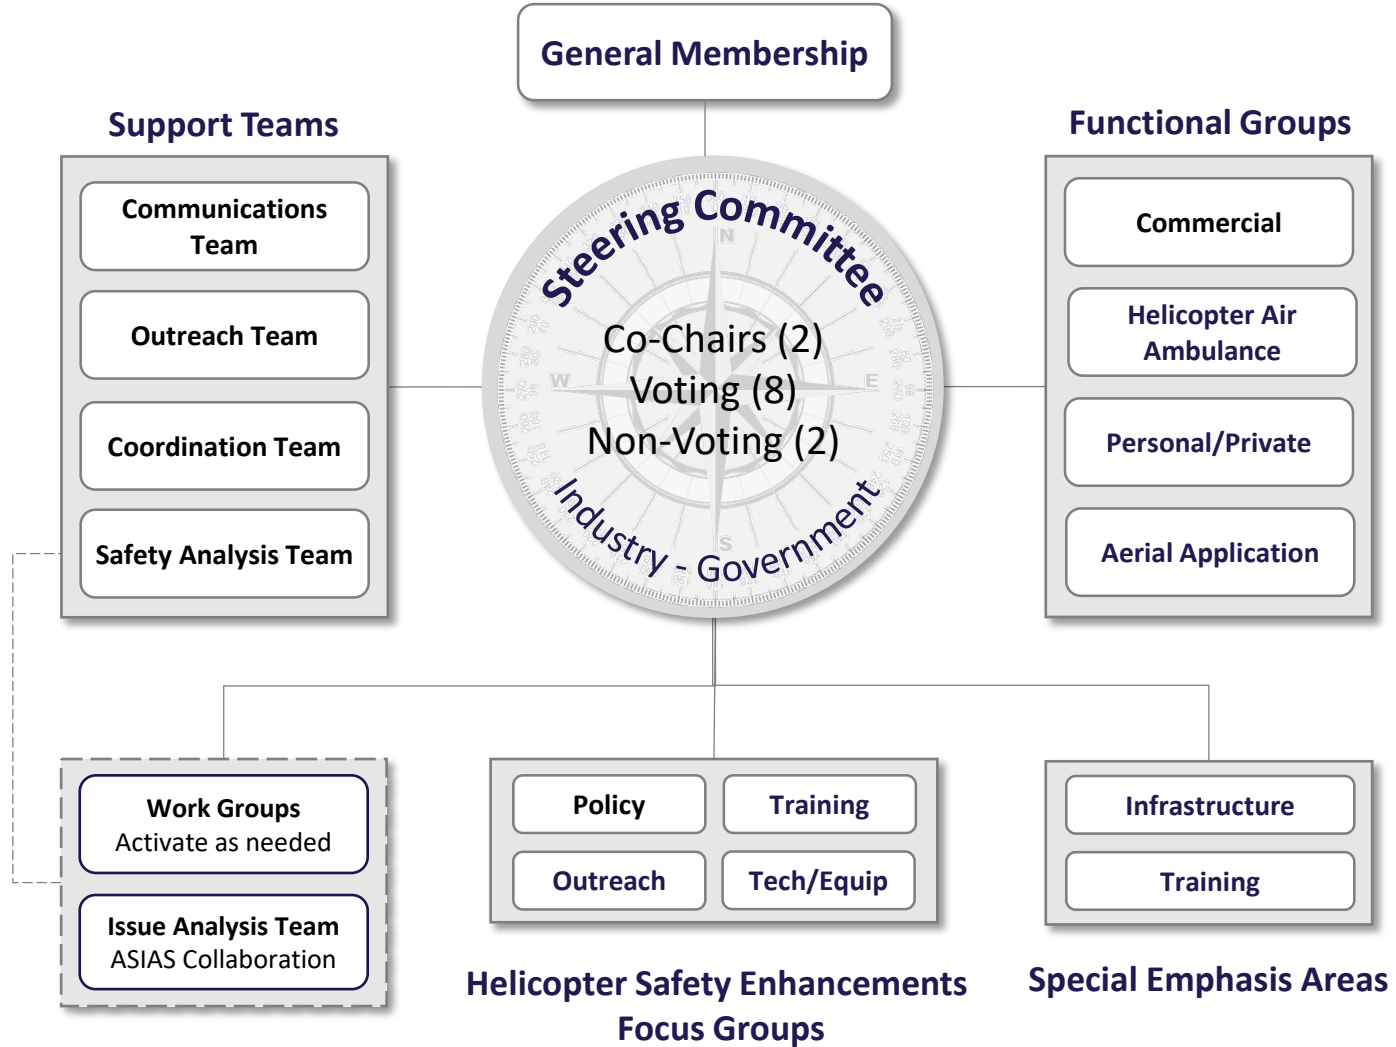 General Membership
Support Teams
Communications
Team
Outreach Team
Coordination Team
Safety Analysis Team
Steering Committee
N
W
E
S
Co-Chairs (2)
Voting (8)
Non-Voting (2)
Industry - Government
Functional Groups
Commercial
Helicopter Air
Ambulance
Personal/Private
Aerial Application
Work Groups
Activate as needed
Issue Analysis Team
ASIAS Collaboration
Policy
Training
Outreach
Tech/Equip
Helicopter Safety Enhancements
Focus Groups
Infrastructure
Training
Special Emphasis Areas